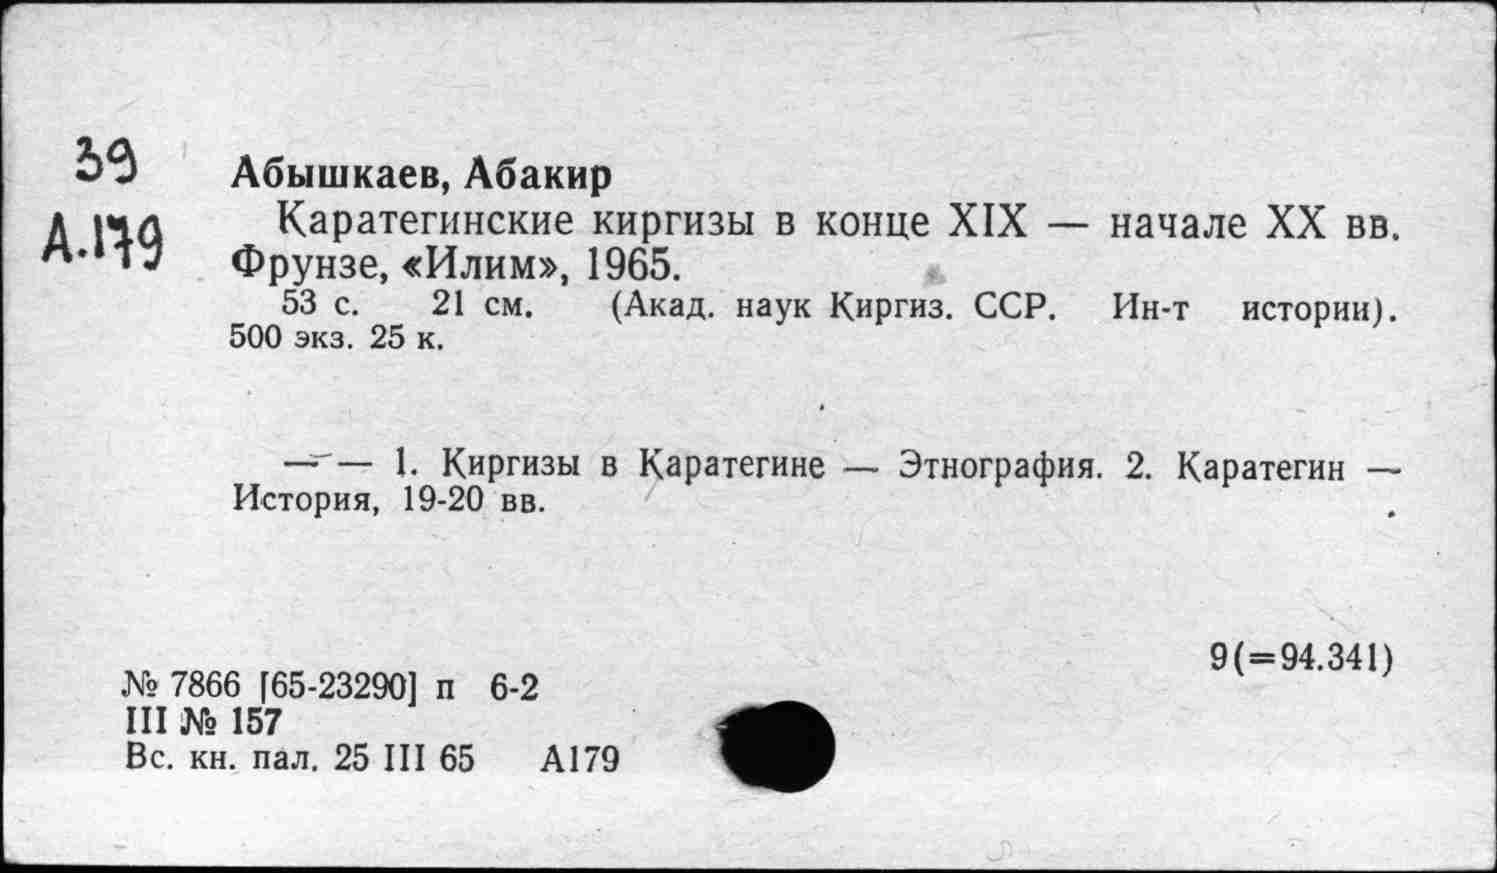 39
А.179
Абышкаев, Абакир
Каратегинские киргизы в конце XIX — начале XX вв.
Фрунзе, «Илим», 1965.
53 с. 21 см. (Акад. наук Киргиз. ССР. Ин-т истории).
500 экз. 25 к.
— — 1. Киргизы в Каратегине — Этнография. 2. Каратегин —
История, 19-20 вв.
9(=94.341)
№ 7866 [65-23290] п 6-2
III № 157
Вс. кн. пал. 25 III 65 А179